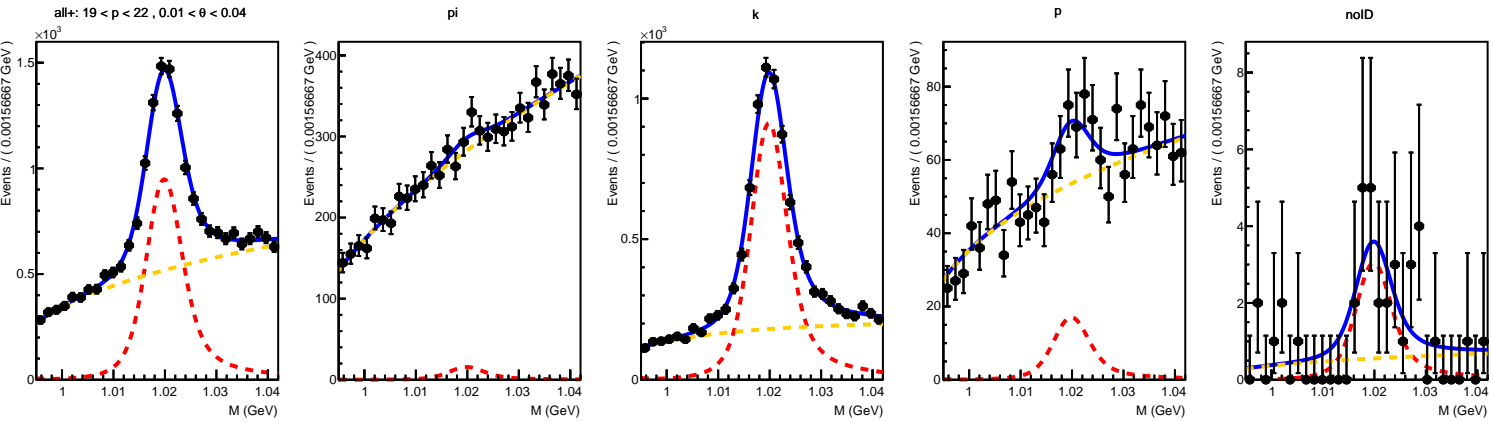 all+: 19 < p < 22 , 0.01 < θ < 0.04
×10³
Events / ( 0.00156667 GeV )
1.5
1
0.5
0
1 1.01 1.02 1.03 1.04
M (GeV)
pi
Events / ( 0.00156667 GeV )
400
300
200
100
0
1 1.01 1.02 1.03 1.04
M (GeV)
k
×10³
Events / ( 0.00156667 GeV )
1
0.5
0
1 1.01 1.02 1.03 1.04
M (GeV)
p
Events / ( 0.00156667 GeV )
80
60
40
20
0
1 1.01 1.02 1.03 1.04
M (GeV)
noID
Events / ( 0.00156667 GeV )
8
6
4
2
0
1 1.01 1.02 1.03 1.04
M (GeV)